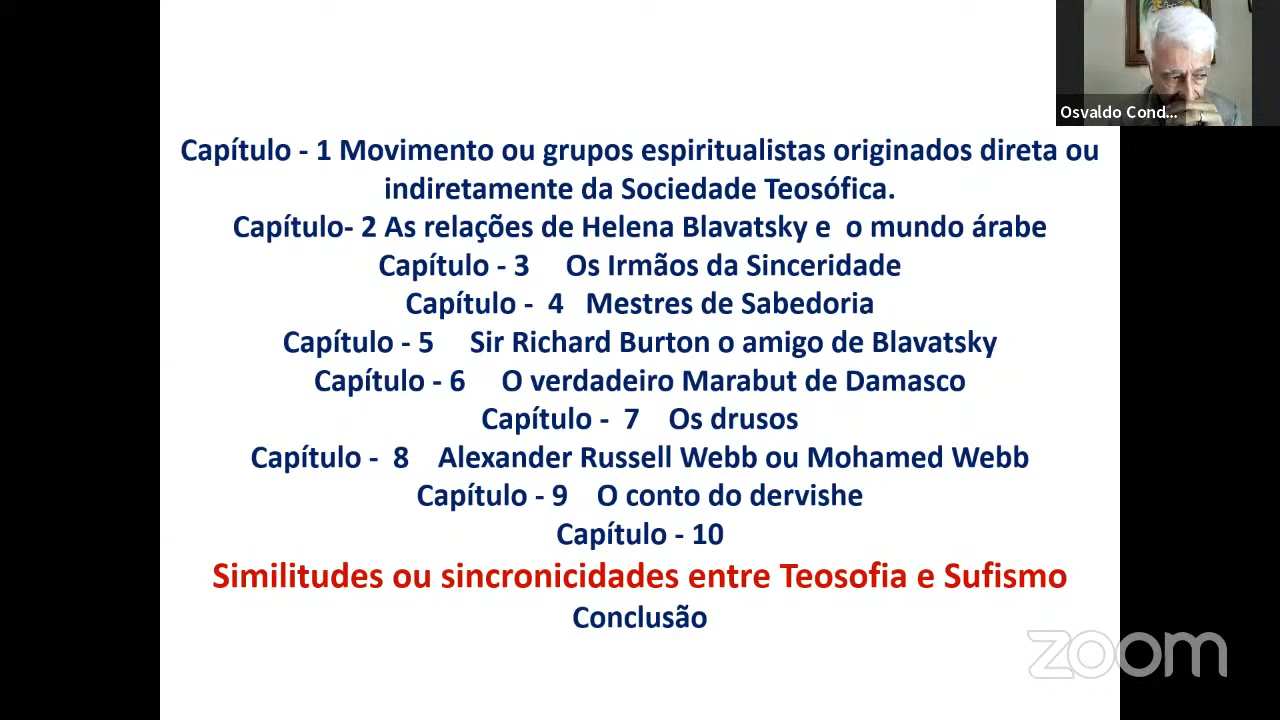 Osvaldo Cond...
Capítulo - 1 Movimento ou grupos espiritualistas originados direta ou
indiretamente da Sociedade Teosófica.
Capítulo- 2 As relações de Helena Blavatsky e o mundo árabe
Capítulo - 3 Os Irmãos da Sinceridade
Capítulo - 4 Mestres de Sabedoria
Capítulo - 5 Sir Richard Burton o amigo de Blavatsky
Capítulo - 6 O verdadeiro Marabut de Damasco
Capítulo - 7 Os drusos
Capítulo - 8 Alexander Russell Webb ou Mohamed Webb
Capítulo - 9 O conto do dervishe
Capítulo - 10
Similitudes ou sincronicidades entre Teosofia e Sufismo
Conclusão
zoom